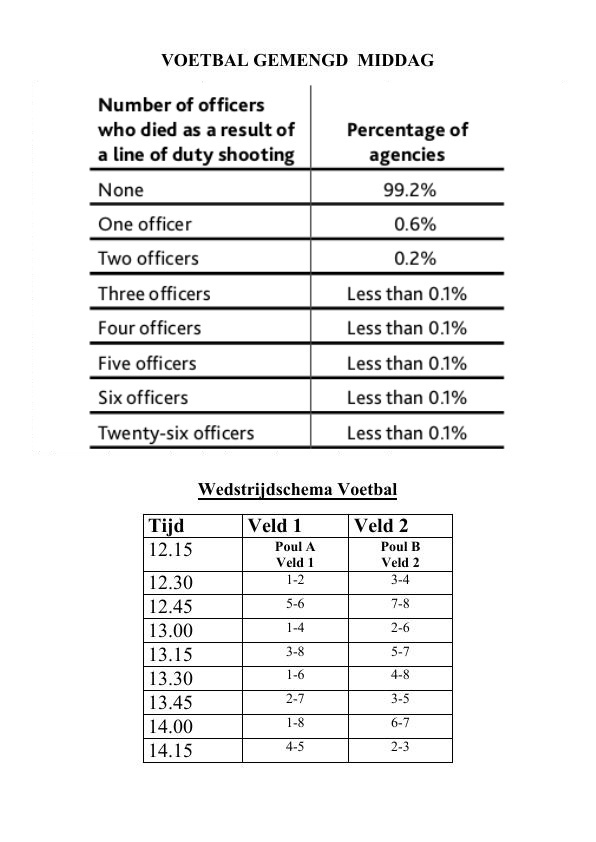 VOETBAL GEMENGD MIDDAG
Number of officers
who died as a result of
a line of duty shooting
Percentage of
agencies
None 99.2%
One officer 0.6%
Two officers 0.2%
Three officers Less than 0.1%
Four officers Less than 0.1%
Five officers Less than 0.1%
Six officers Less than 0.1%
Twenty-six officers Less than 0.1%
Wedstrijdschema Voetbal
Tijd Veld 1 Veld 2
12.15 Poul A Poul B
Veld 1 Veld 2
12.30 1-2 3-4
12.45 5-6 7-8
13.00 1-4 2-6
13.15 3-8 5-7
13.30 1-6 4-8
13.45 2-7 3-5
14.00 1-8 6-7
14.15 4-5 2-3